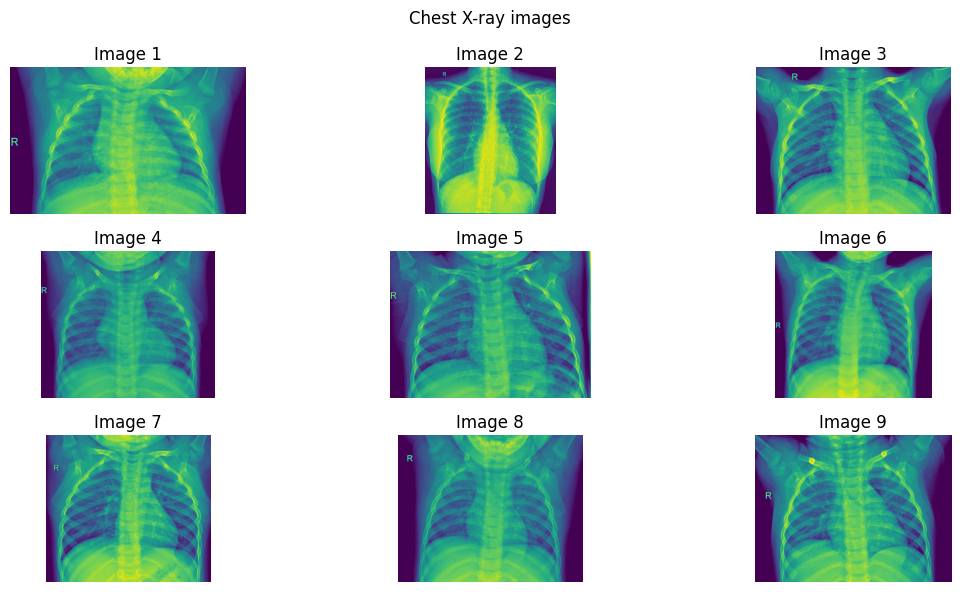 Chest X-ray images
Image 1
Image 2
Image 3
R
R
R
Image 4
Image 5
Image 6
R
R
R
Image 7
Image 8
Image 9
R
R
R